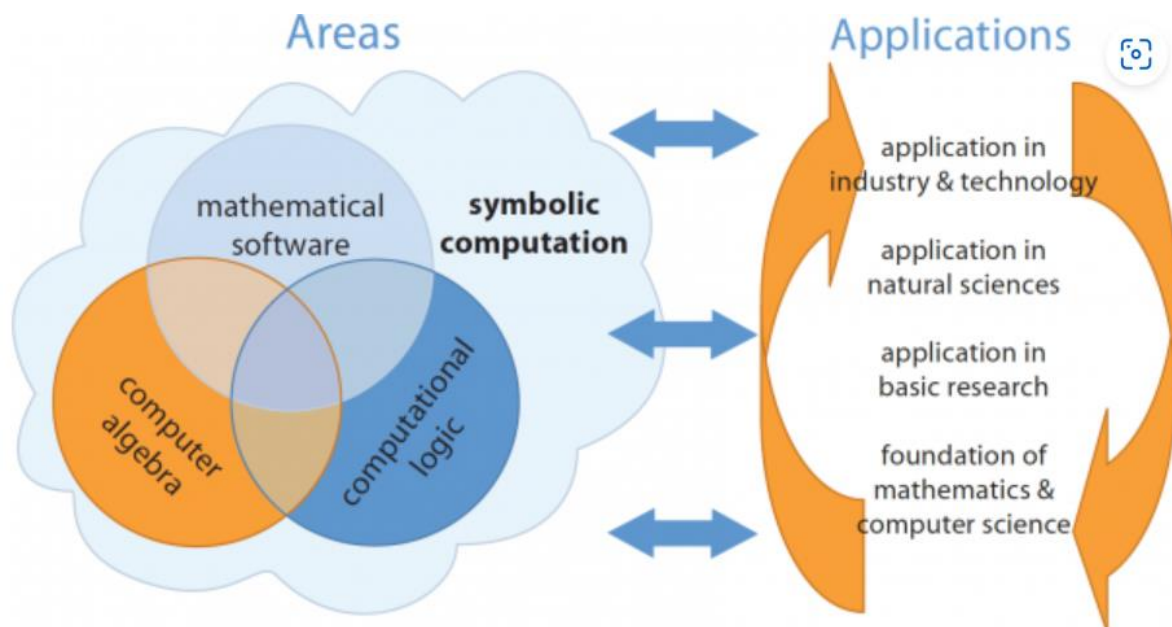 Areas
Applications
mathematical
software
symbolic
computation
computer
algebra
computational
logic
application in
industry & technology
application in
natural sciences
application in
basic research
foundation of
mathematics &
computer science